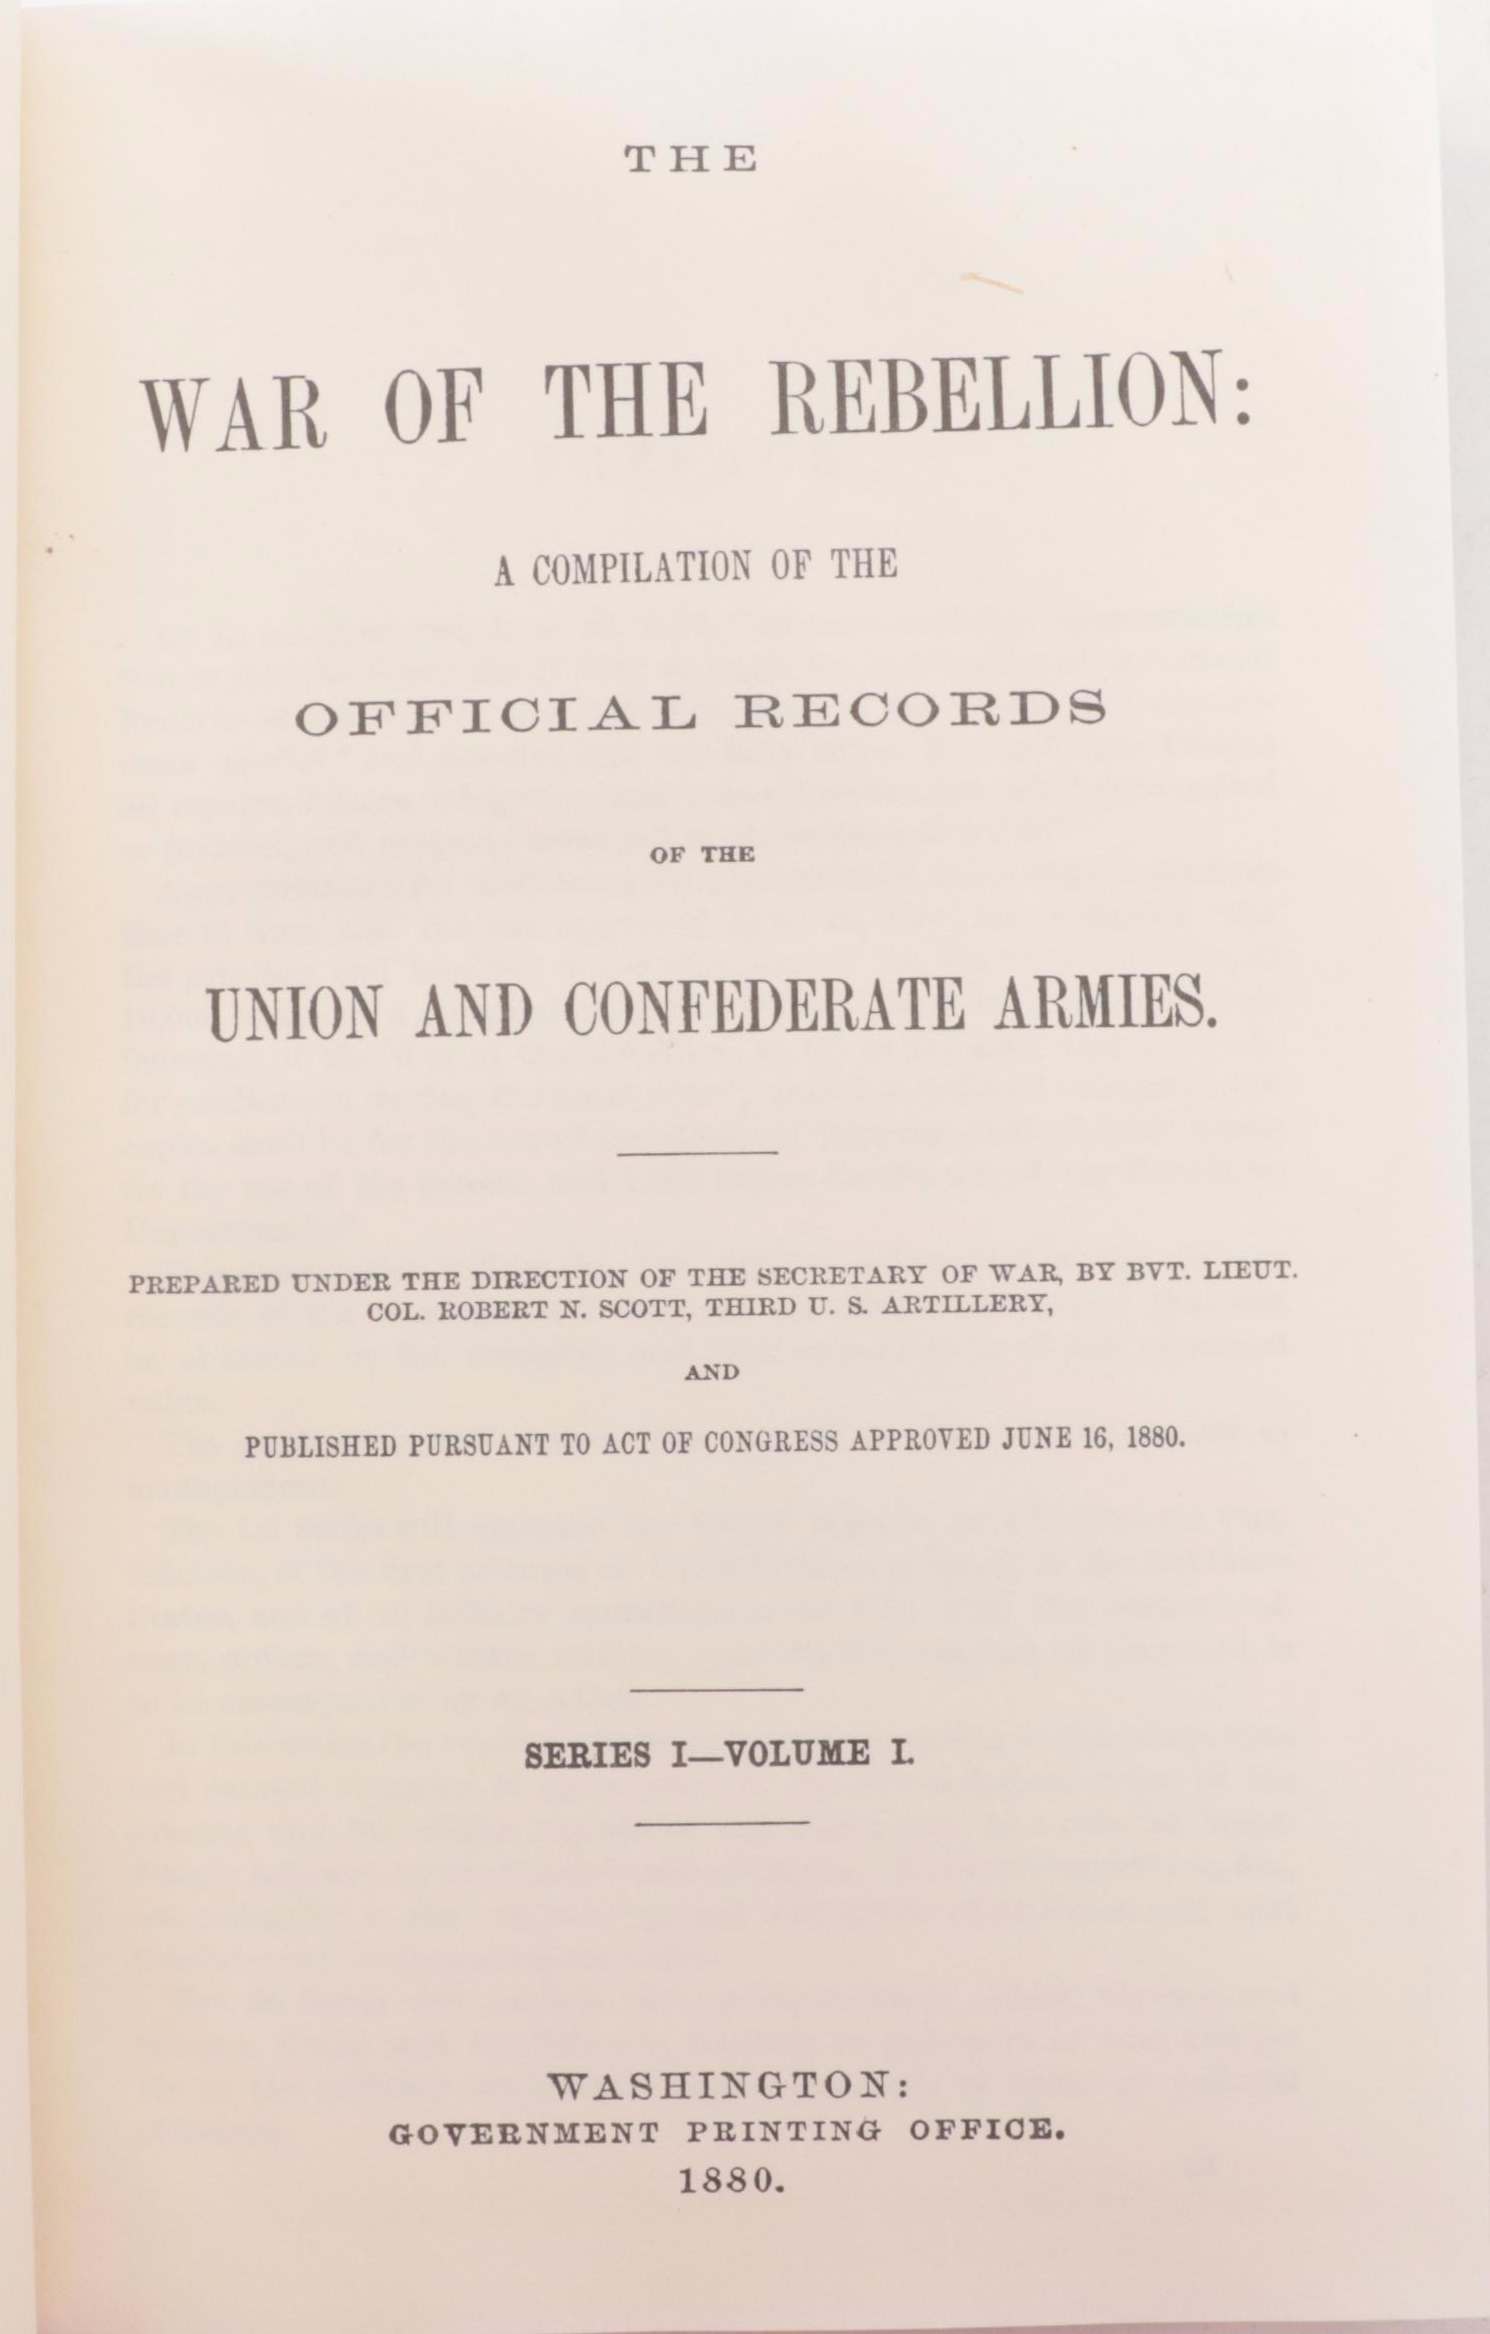 THE
WAR OF THE REBELLION:
A COMPILATION OF THE
OFFICIAL RECORDS
OF THE
UNION AND CONFEDERATE ARMIES.
PREPARED UNDER THE DIRECTION OF THE SECRETARY OF WAR, BY BVT. LIEUT.
COL. ROBERT N. SCOTT, THIRD U. S. ARTILLERY,
AND
PUBLISHED PURSUANT TO ACT OF CONGRESS APPROVED JUNE 16, 1880.
SERIES I—VOLUME I.
WASHINGTON:
GOVERNMENT PRINTING OFFICE.
1880.